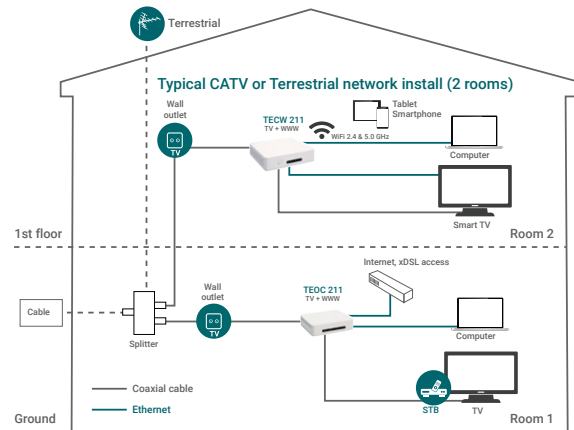 Terrestrial
Typical CATV or Terrestrial network install (2 rooms)
Wall
outlet
TV
TECW 211
TV + WWW
WiFi 2.4 & 5.0 GHz
Tablet
Smartphone
Computer
Smart TV
1st floor
Room 2
Internet, xDSL access
Wall
outlet
TV
TEOC 211
TV + WWW
Cable
Splitter
Computer
Coaxial cable
Ethernet
STB
TV
Ground
Room 1